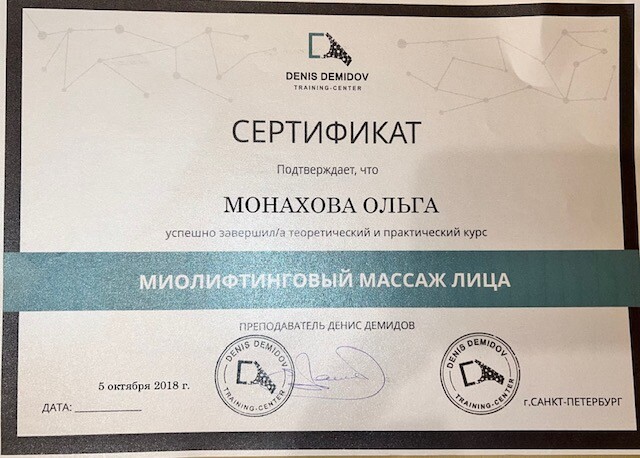 DENIS DEMIDOV
TRAINING-CENTER
СЕРТИФИКАТ
Подтверждает, что
МОНАХОВА ОЛЬГА
успешно завершил/а теоретический и практический курс
МИОЛИФТИНГОВЫЙ МАССАЖ ЛИЦА
ПРЕПОДАВАТЕЛЬ ДЕНИС ДЕМИДОВ
DENIS DEMIDOV
TRAINING-CENTER
DENIS DEMIDOV
TRAINING-CENTER
5 октября 2018 г.
ДАТА: ____________
г.САНКТ-ПЕТЕРБУРГ